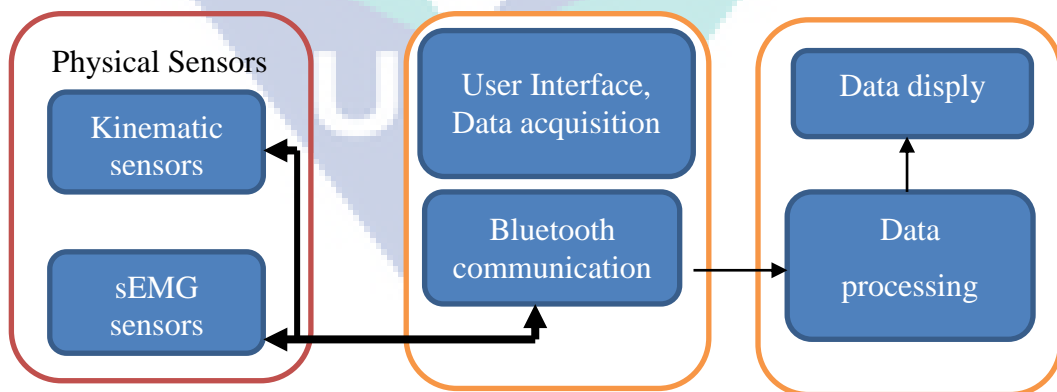 Physical Sensors
Kinematic
sensors
sEMG
sensors
User Interface,
Data acquisition
Bluetooth
communication
Data disply
Data
processing